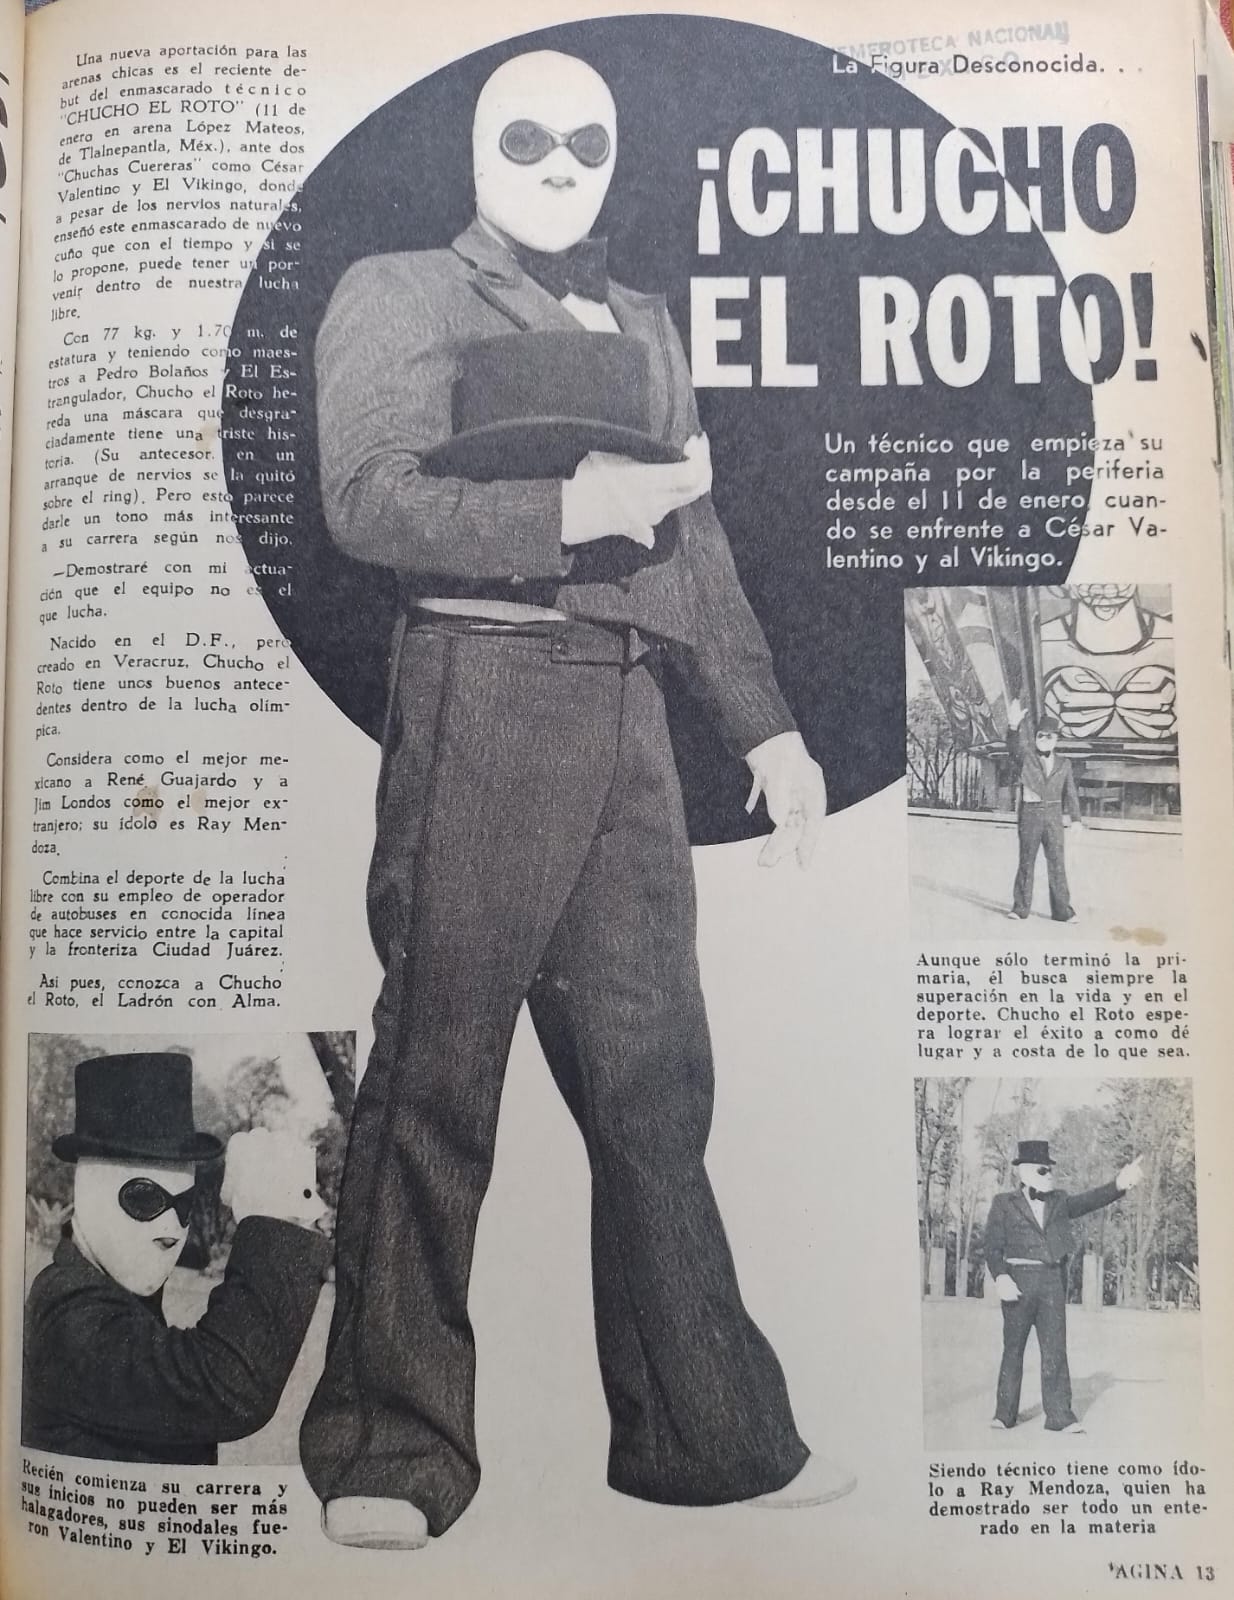 Una nueva aportación para las
arenas chicas es el reciente de-
but del enmascarado técnico
"CHUCHO EL ROTO" (11 de
enero en arena López Mateos,
de Tlalnepantla, Méx.), ante dos
"Chuchas Cuereras" como César
Valentino y El Vikingo, donde
a pesar de los nervios naturales,
enseñó este enmascarado de nuevo
cuño que con el tiempo y si se
lo propone, puede tener un por-
venir dentro de nuestra lucha
libre.
Con 77 kg. y 1.70 m. de
estatura y teniendo como maes-
tros a Pedro Bolaños y El Es-
trangulador, Chucho el Roto he-
reda una máscara que desgra-
ciadamente tiene una triste his-
toria. (Su antecesor, en un
arranque de nervios se la quitó
sobre el ring). Pero esto parece
darle un tono más interesante
a su carrera según nos dijo.
—Demostraré con mi actua-
ción que el equipo no es el
que lucha.
Nacido en el D.F., pero
creado en Veracruz, Chucho el
Roto tiene unos buenos antece-
dentes dentro de la lucha olím-
pica.
Considera como el mejor me-
xicano a René Guajardo y a
Jim Londos como el mejor ex-
tranjero; su ídolo es Ray Men-
doza.
Combina el deporte de la lucha
libre con su empleo de operador
de autobuses en conocida línea
que hace servicio entre la capital
y la fronteriza Ciudad Juárez.
Así pues, conozca a Chucho
el Roto, el Ladrón con Alma.
Recién comienza su carrera y
sus inicios no pueden ser más
halagadores, sus sinodales fue-
ron Valentino y El Vikingo.
HEMEROTECA NACIONAL
La Figura Desconocida. . .
¡CHUCHO
EL ROTO!
Un técnico que empieza su
campaña por la periferia
desde el 11 de enero, cuan-
do se enfrente a César Va-
lentino y al Vikingo.
Aunque sólo terminó la pri-
maria, él busca siempre la
superación en la vida y en el
deporte. Chucho el Roto espe-
ra lograr el éxito a como dé
lugar y a costa de lo que sea.
Siendo técnico tiene como ído-
lo a Ray Mendoza, quien ha
demostrado ser todo un ente-
rado en la materia
PAGINA 13